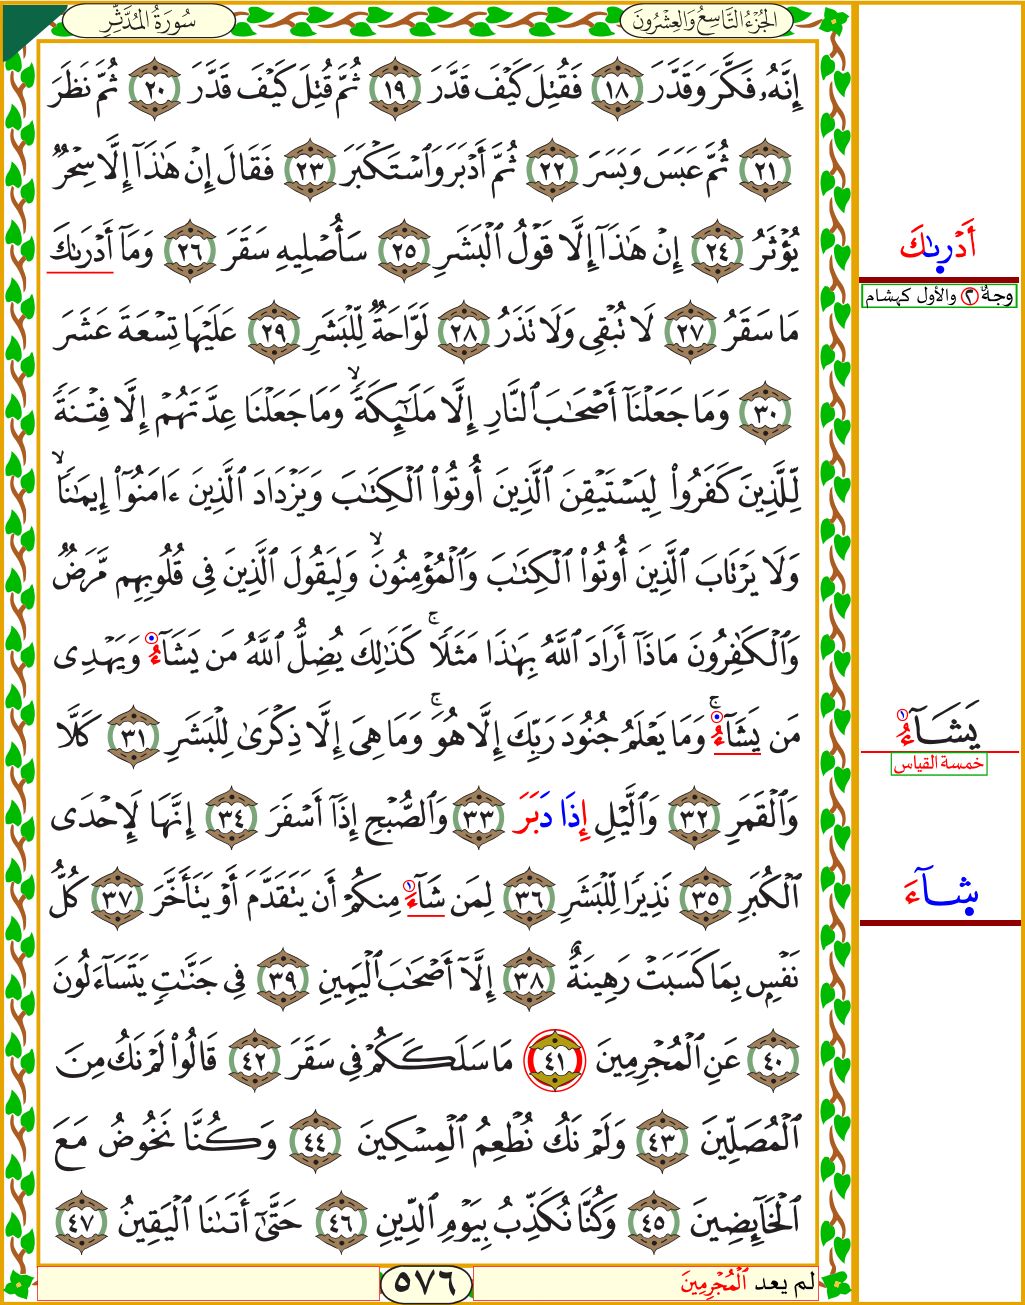 سُورَةُ المُدَّثِّرِ
الجُزْءُ التَّاسِعُ وَالعِشْرُونَ
إِنَّهُۥ فَكَّرَ وَقَدَّرَ ١٨ فَقُتِلَ كَيْفَ قَدَّرَ ١٩ ثُمَّ قُتِلَ كَيْفَ قَدَّرَ ٢٠ ثُمَّ نَظَرَ
٢١ ثُمَّ عَبَسَ وَبَسَرَ ٢٢ ثُمَّ أَدْبَرَ وَٱسْتَكْبَرَ ٢٣ فَقَالَ إِنْ هَٰذَآ إِلَّا سِحْرٌ
يُؤْثَرُ ٢٤ إِنْ هَٰذَآ إِلَّا قَوْلُ ٱلْبَشَرِ ٢٥ سَأُصْلِيهِ سَقَرَ ٢٦ وَمَآ أَدْرَىٰكَ
مَا سَقَرُ ٢٧ لَا تُبْقِى وَلَا تَذَرُ ٢٨ لَوَّاحَةٌ لِّلْبَشَرِ ٢٩ عَلَيْهَا تِسْعَةَ عَشَرَ
٣٠ وَمَا جَعَلْنَآ أَصْحَٰبَ ٱلنَّارِ إِلَّا مَلَٰٓئِكَةً ۙ وَمَا جَعَلْنَا عِدَّتَهُمْ إِلَّا فِتْنَةً
لِّلَّذِينَ كَفَرُوا۟ لِيَسْتَيْقِنَ ٱلَّذِينَ أُوتُوا۟ ٱلْكِتَٰبَ وَيَزْدَادَ ٱلَّذِينَ ءَامَنُوٓا۟ إِيمَٰنًا ۙ
وَلَا يَرْتَابَ ٱلَّذِينَ أُوتُوا۟ ٱلْكِتَٰبَ وَٱلْمُؤْمِنُونَ ۙ وَلِيَقُولَ ٱلَّذِينَ فِى قُلُوبِهِم مَّرَضٌ
وَٱلْكَٰفِرُونَ مَاذَآ أَرَادَ ٱللَّهُ بِهَٰذَا مَثَلًا ۚ كَذَٰلِكَ يُضِلُّ ٱللَّهُ مَن يَشَآءُ وَيَهْدِى
مَن يَشَآءُ ۚ وَمَا يَعْلَمُ جُنُودَ رَبِّكَ إِلَّا هُوَ ۚ وَمَا هِىَ إِلَّا ذِكْرَىٰ لِلْبَشَرِ ٣١ كَلَّا
وَٱلْقَمَرِ ٣٢ وَٱلَّيْلِ إِذَا دَبَرَ ٣٣ وَٱلصُّبْحِ إِذَآ أَسْفَرَ ٣٤ إِنَّهَا لَإِحْدَى
ٱلْكُبَرِ ٣٥ نَذِيرًا لِّلْبَشَرِ ٣٦ لِمَن شَآءَ ١ مِنكُمْ أَن يَتَقَدَّمَ أَوْ يَتَأَخَّرَ ٣٧ كُلُّ
نَفْسٍۭ بِمَا كَسَبَتْ رَهِينَةٌ ٣٨ إِلَّآ أَصْحَٰبَ ٱلْيَمِينِ ٣٩ فِى جَنَّٰتٍ يَتَسَآءَلُونَ
٤٠ عَنِ ٱلْمُجْرِمِينَ ٤١ مَا سَلَكَكُمْ فِى سَقَرَ ٤٢ قَالُوا۟ لَمْ نَكُ مِنَ
ٱلْمُصَلِّينَ ٤٣ وَلَمْ نَكُ نُطْعِمُ ٱلْمِسْكِينَ ٤٤ وَكُنَّا نَخُوضُ مَعَ
ٱلْخَآئِضِينَ ٤٥ وَكُنَّا نُكَذِّبُ بِيَوْمِ ٱلدِّينِ ٤٦ حَتَّىٰٓ أَتَىٰنَا ٱلْيَقِينُ ٤٧
أَدْرىٰكَ
وجهٌ ٢ والأول كهشام
يَشَآءُ ١
خمسة القياس
شآءَ
لم يعد ٱلْمُجْرِمِينَ
٥٧٦